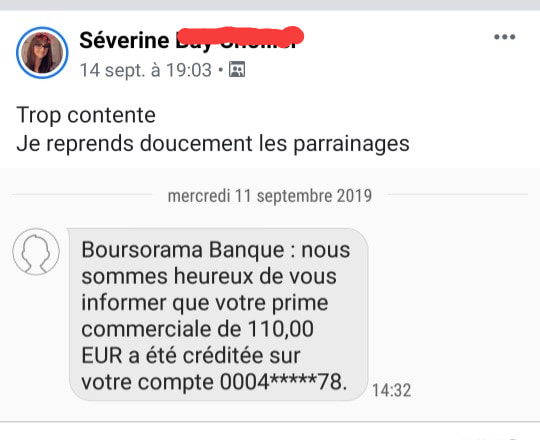 Séverine
14 sept. à 19:03 •
Trop contente
Je reprends doucement les parrainages
mercredi 11 septembre 2019
Boursorama Banque : nous
sommes heureux de vous
informer que votre prime
commerciale de 110,00
EUR a été créditée sur
votre compte 0004*****78.
14:32